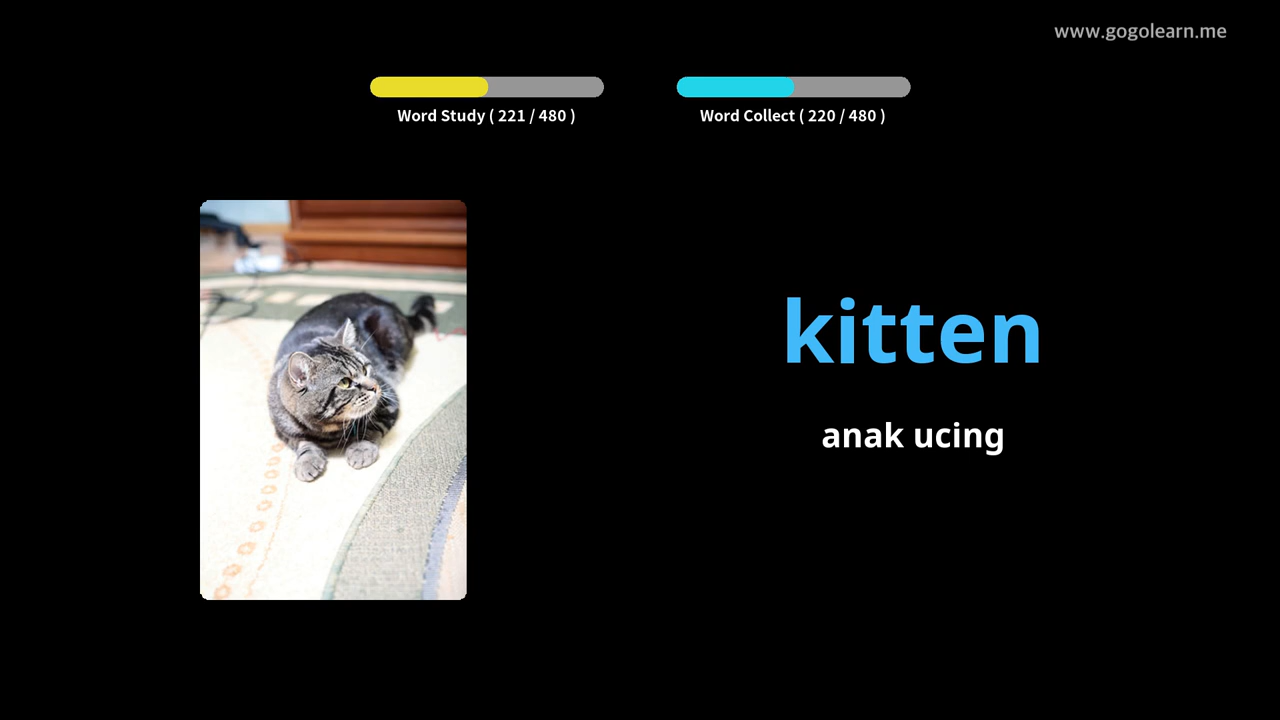 www.gogolearn.me
Word Study ( 221 / 480 )
Word Collect ( 220 / 480 )
kitten
anak ucing